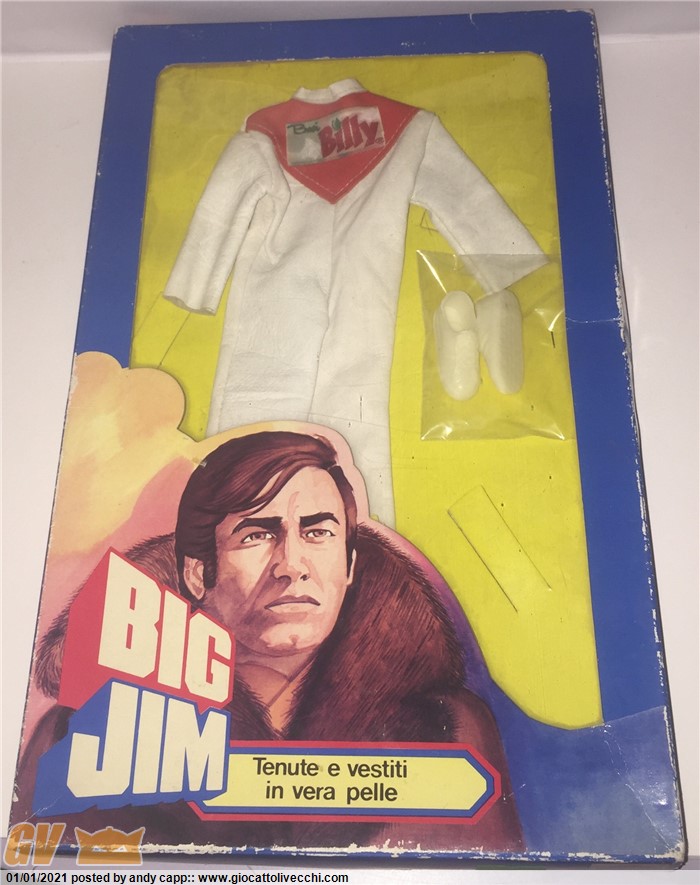 Billy
BIG
JIM
Tenute e vestiti
in vera pelle
GV
01/01/2021 posted by andy capp:: www.giocattolivecchi.com